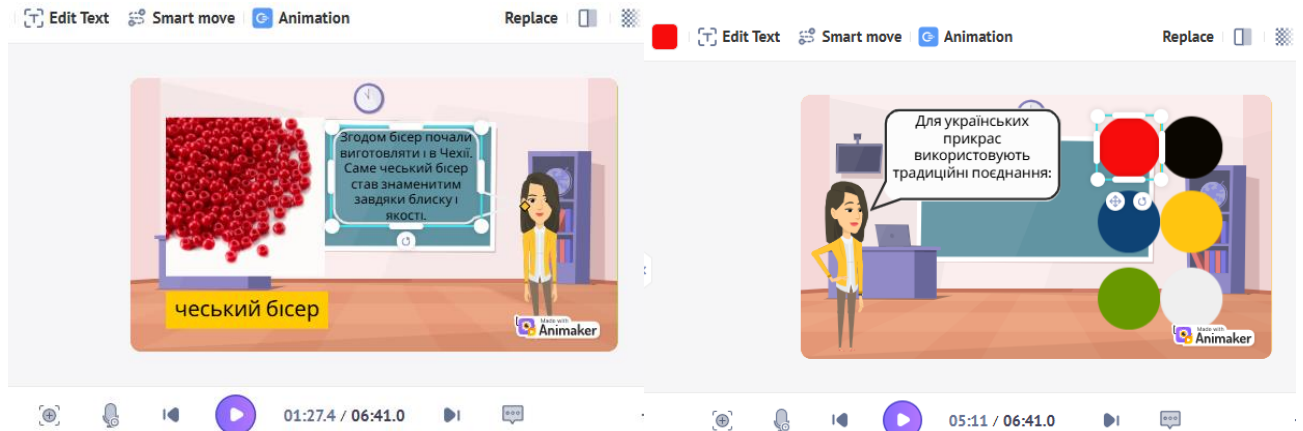 Edit Text Smart move Animation Replace
Згодом бісер почали
виготовляти і в Чехії.
Саме чеський бісер
став знаменитим
завдяки блиску і
якості.
чеський бісер
Made with
Animaker
01:27.4 / 06:41.0
Edit Text Smart move Animation Replace
Для українських
прикрас
використовують
традиційні поєднання:
Made with
Animaker
05:11 / 06:41.0